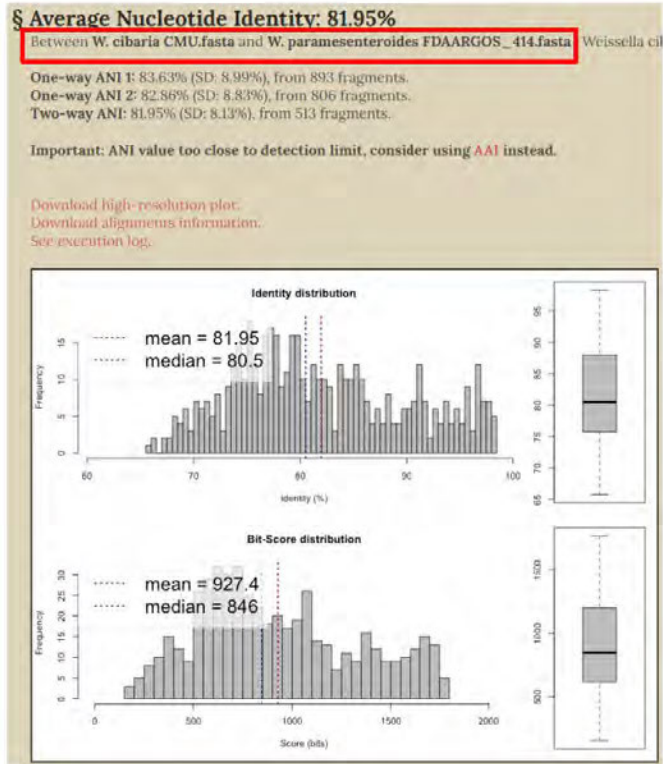 § Average Nucleotide Identity: 81.95%
Between W. cibaria CMU.fasta and W. paramesenteroides FDAARGOS_414.fasta Weissella cil
One-way ANI 1: 83.63% (SD: 8.99%), from 893 fragments.
One-way ANI 2: 82.86% (SD: 8.83%), from 806 fragments.
Two-way ANI: 81.95% (SD: 8.13%), from 513 fragments.
Important: ANI value too close to detection limit, consider using AAI instead.
Download high-resolution plot.
Download alignments information.
See execution log.
Identity distribution
mean = 81.95
median = 80.5
Frequency
0 5 10 15
60 70 80 90 100
Identity (%)
65 70 75 80 85 90 95
Bit-Score distribution
mean = 927.4
median = 846
Frequency
0 5 10 15 20 25 30
0 500 1000 1500 2000
Score (bits)
500 1000 1500